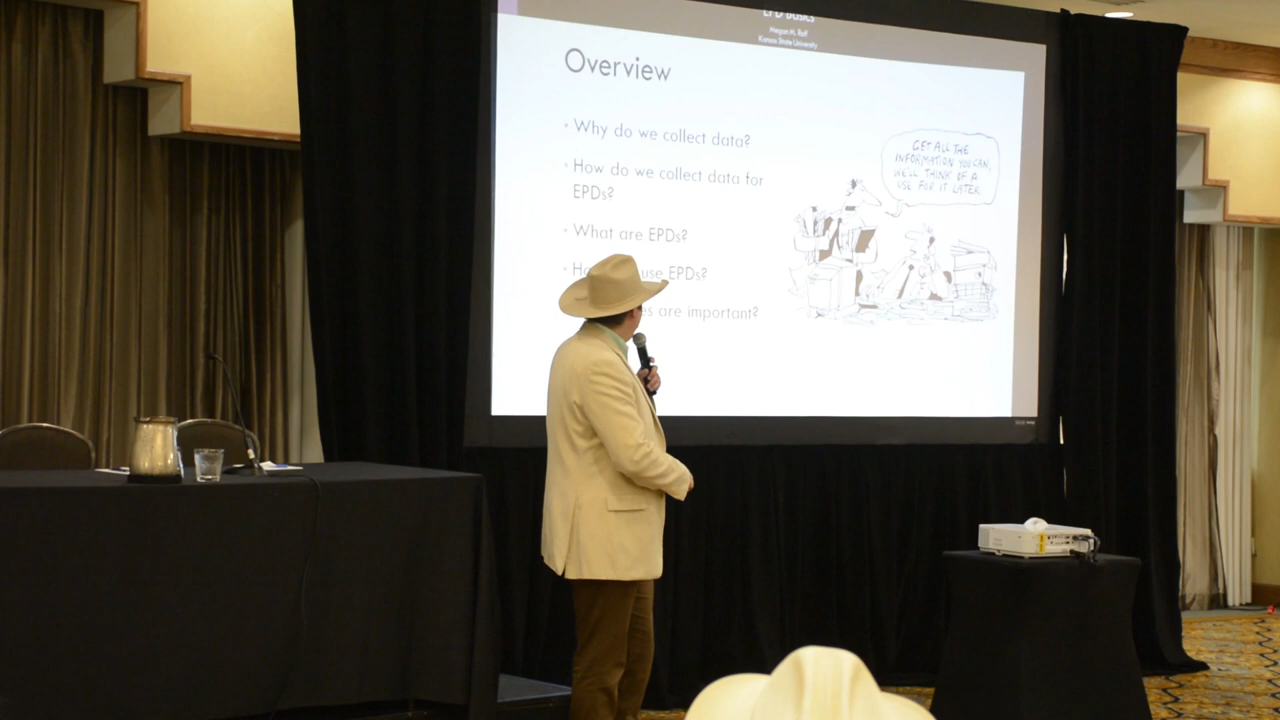 EPD Basics
Megan M. Rolf
Kansas State University
Overview
• Why do we collect data?
• How do we collect data for
EPDs?
• What are EPDs?
• use EPDs?
are important?
GET ALL THE
INFORMATION YOU CAN,
WE'LL THINK OF A
USE FOR IT LATER.